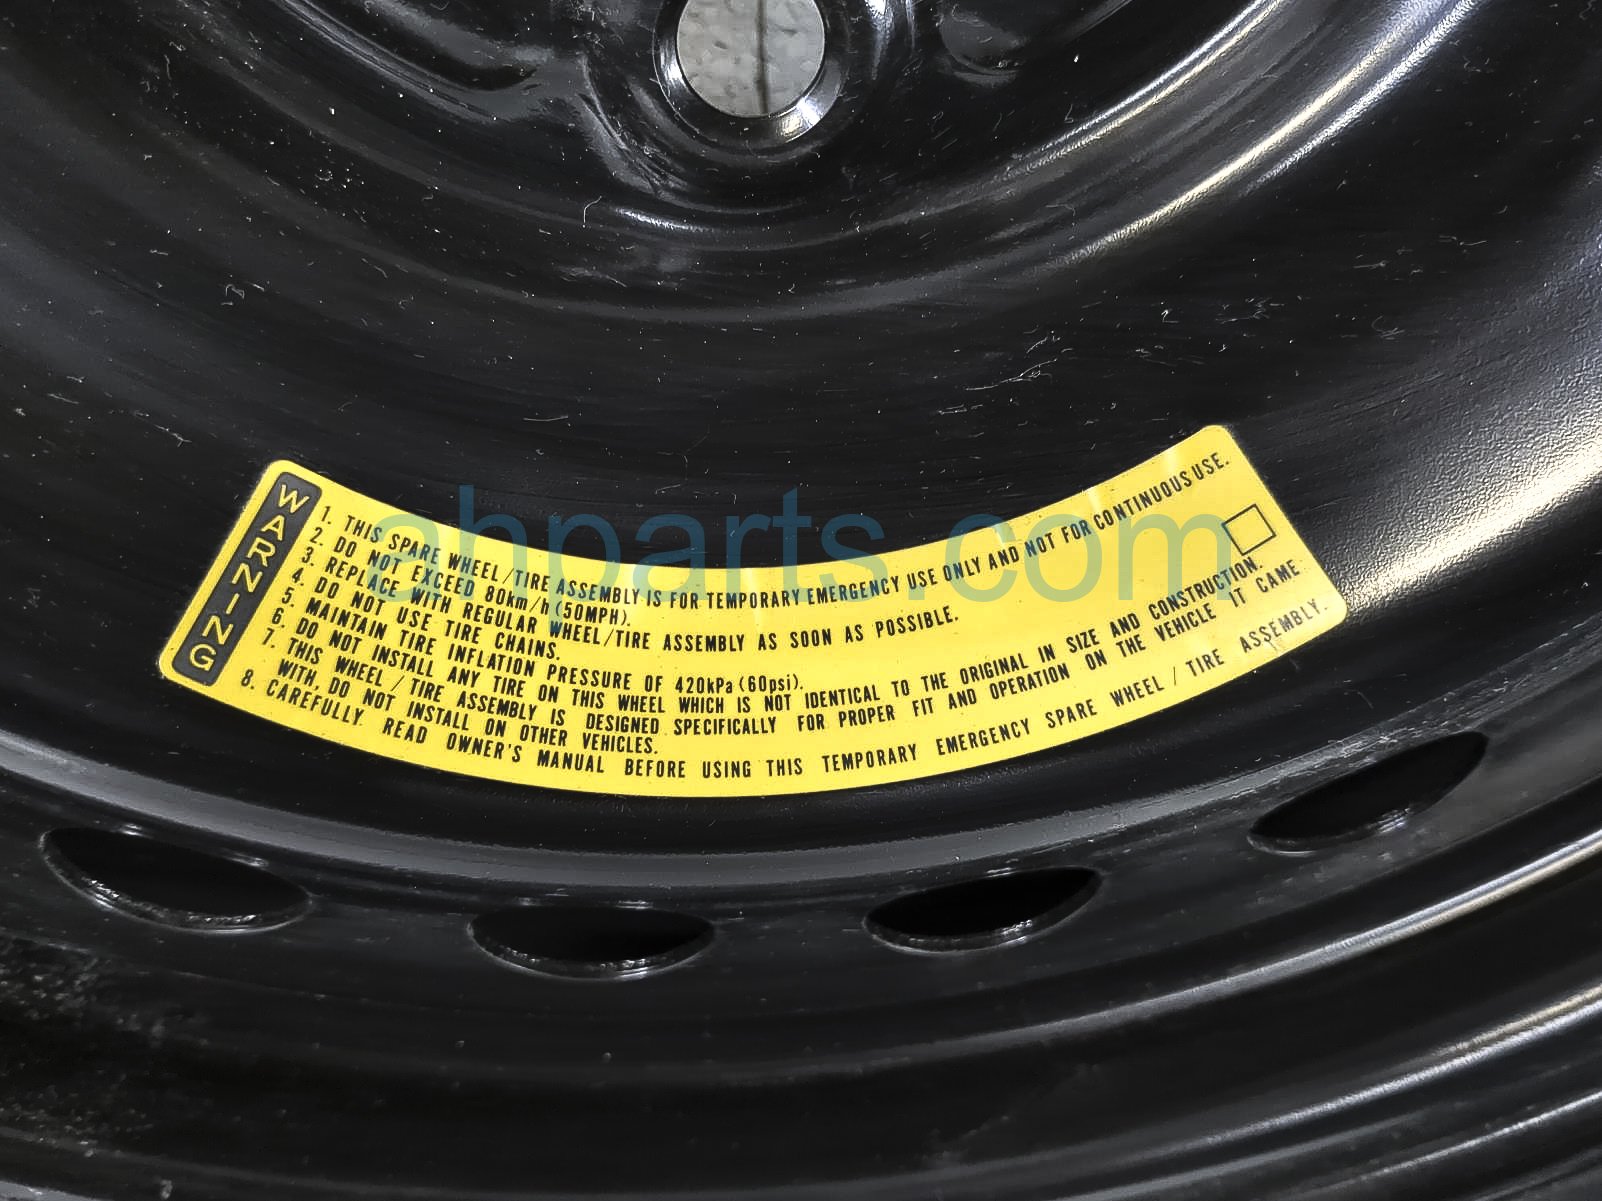 WARNING
1. THIS SPARE WHEEL/TIRE ASSEMBLY IS FOR TEMPORARY EMERGENCY USE ONLY AND NOT FOR CONTINUOUS USE.
2. DO NOT EXCEED 80km/h (50MPH).
3. REPLACE WITH REGULAR WHEEL/TIRE ASSEMBLY AS SOON AS POSSIBLE.
4. DO NOT USE TIRE CHAINS.
5. MAINTAIN TIRE INFLATION PRESSURE OF 420kPa (60psi).
6. DO NOT INSTALL ANY TIRE ON THIS WHEEL WHICH IS NOT IDENTICAL TO THE ORIGINAL IN SIZE AND CONSTRUCTION.
7. THIS WHEEL / TIRE ASSEMBLY IS DESIGNED SPECIFICALLY FOR PROPER FIT AND OPERATION ON THE VEHICLE IT CAME
WITH, DO NOT INSTALL ON OTHER VEHICLES.
8. CAREFULLY READ OWNER'S MANUAL BEFORE USING THIS TEMPORARY EMERGENCY SPARE WHEEL / TIRE ASSEMBLY.
ahparts.com